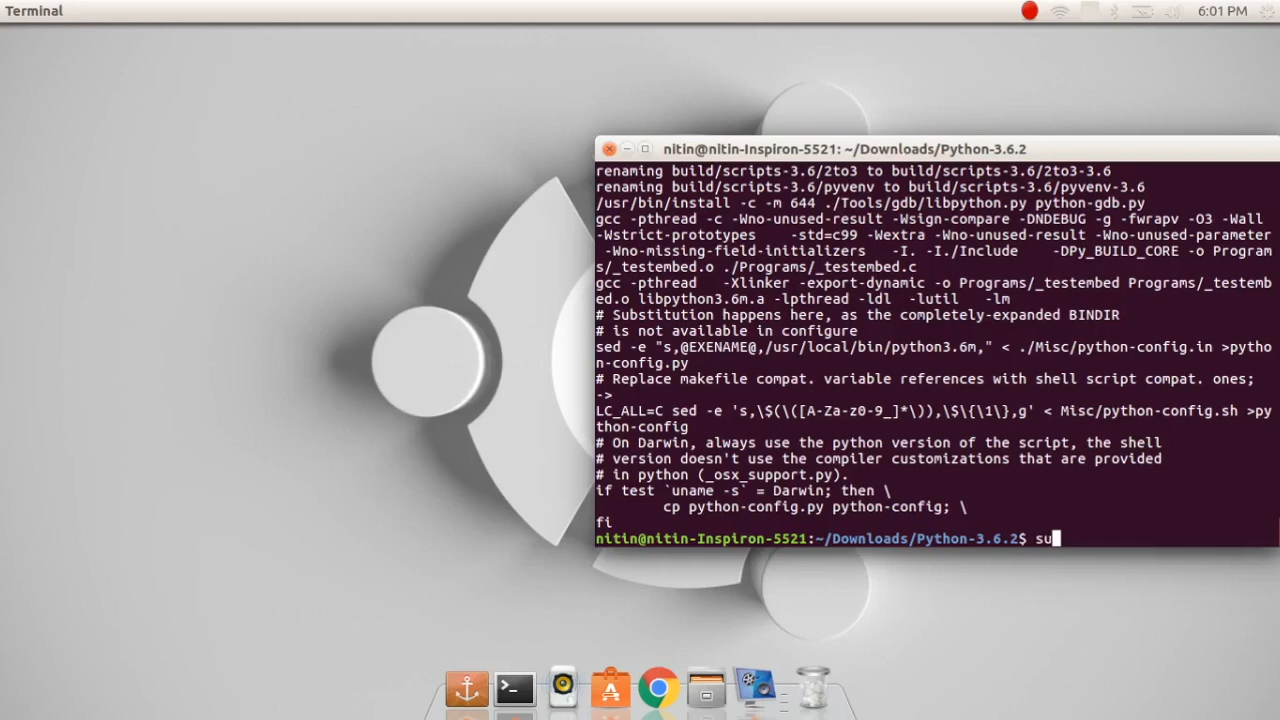 Terminal
6:01 PM
nitin@nitin-Inspiron-5521: ~/Downloads/Python-3.6.2
renaming build/scripts-3.6/2to3 to build/scripts-3.6/2to3-3.6
renaming build/scripts-3.6/pyvenv to build/scripts-3.6/pyvenv-3.6
/usr/bin/install -c -m 644 ./Tools/gdb/libpython.py python-gdb.py
gcc -pthread -c -Wno-unused-result -Wsign-compare -DNDEBUG -g -fwrapv -O3 -Wall
-Wstrict-prototypes    -std=c99 -Wextra -Wno-unused-result -Wno-unused-parameter
 -Wno-missing-field-initializers   -I. -I./Include    -DPy_BUILD_CORE -o Program
s/_testembed.o ./Programs/_testembed.c
gcc -pthread   -Xlinker -export-dynamic -o Programs/_testembed Programs/_testemb
ed.o libpython3.6m.a -lpthread -ldl  -lutil   -lm
# Substitution happens here, as the completely-expanded BINDIR
# is not available in configure
sed -e "s,@EXENAME@,/usr/local/bin/python3.6m," < ./Misc/python-config.in >pytho
n-config.py
# Replace makefile compat. variable references with shell script compat. ones;
->
LC_ALL=C sed -e 's,\$(\([A-Za-z0-9_]*\)),\$\{\1\},g' < Misc/python-config.sh >py
thon-config
# On Darwin, always use the python version of the script, the shell
# version doesn't use the compiler customizations that are provided
# in python (_osx_support.py).
if test `uname -s` = Darwin; then \
        cp python-config.py python-config; \
fi
nitin@nitin-Inspiron-5521:~/Downloads/Python-3.6.2$ su